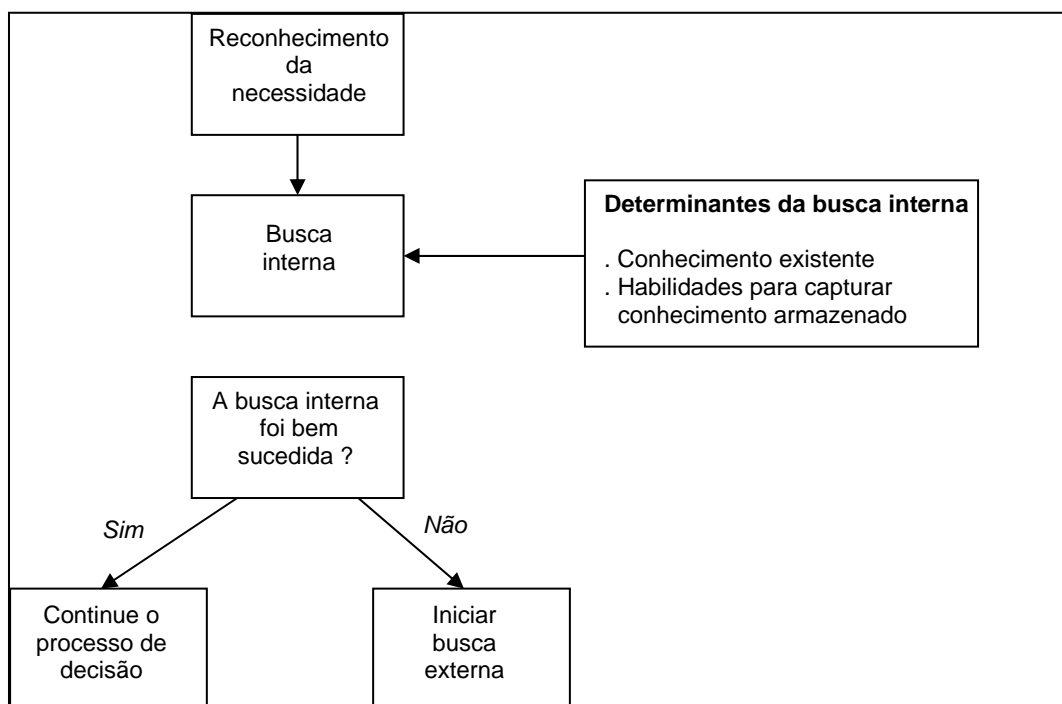 Reconhecimento
da
necessidade
Busca
interna
Determinantes da busca interna
. Conhecimento existente
. Habilidades para capturar
conhecimento armazenado
A busca interna
foi bem
sucedida ?
Sim
Não
Continue o
processo de
decisão
Iniciar
busca
externa